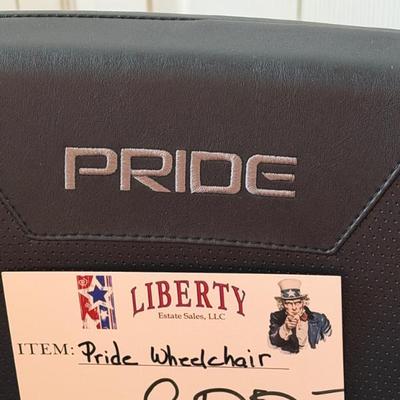 PRIDE
LIBERTY
Estate Sales, LLC
ITEM: Pride Wheelchair